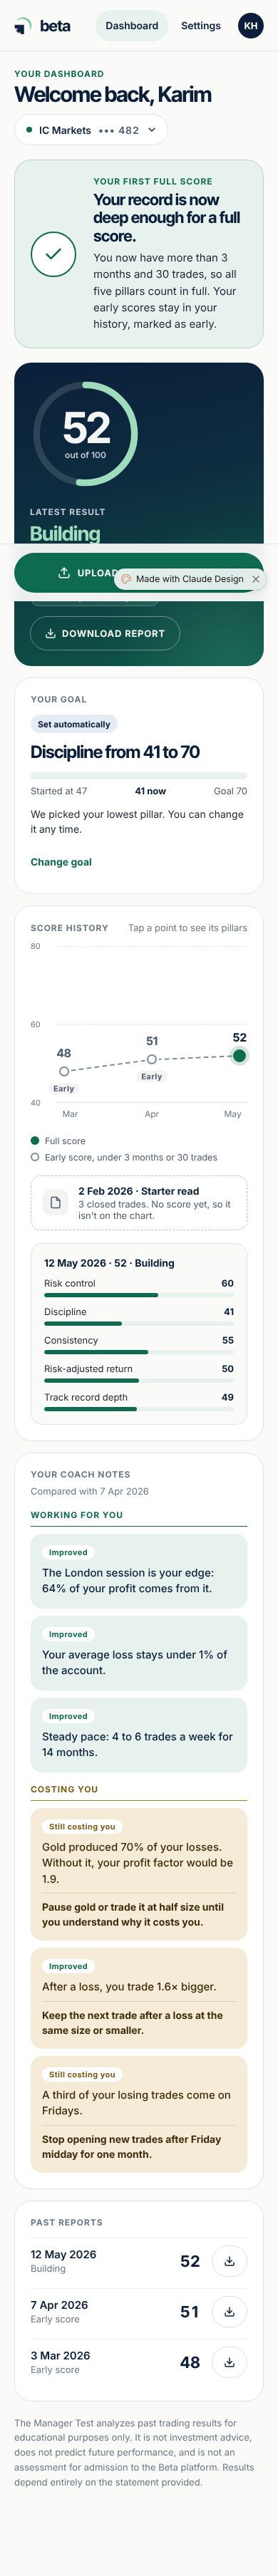 beta
Dashboard
Settings
KH
YOUR DASHBOARD
Welcome back, Karim
IC Markets ••• 482
YOUR FIRST FULL SCORE
Your record is now
deep enough for a full
score.
You now have more than 3
months and 30 trades, so all
five pillars count in full. Your
early scores stay in your
history, marked as early.
52
out of 100
LATEST RESULT
Building
UPLOAD
Made with Claude Design
DOWNLOAD REPORT
YOUR GOAL
Set automatically
Discipline from 41 to 70
Started at 47
41 now
Goal 70
We picked your lowest pillar. You can change
it any time.
Change goal
SCORE HISTORY
Tap a point to see its pillars
80
60
40
48
Early
51
Early
52
Mar
Apr
May
Full score
Early score, under 3 months or 30 trades
2 Feb 2026 · Starter read
3 closed trades. No score yet, so it
isn't on the chart.
12 May 2026 · 52 · Building
Risk control 60
Discipline 41
Consistency 55
Risk-adjusted return 50
Track record depth 49
YOUR COACH NOTES
Compared with 7 Apr 2026
WORKING FOR YOU
Improved
The London session is your edge:
64% of your profit comes from it.
Improved
Your average loss stays under 1% of
the account.
Improved
Steady pace: 4 to 6 trades a week for
14 months.
COSTING YOU
Still costing you
Gold produced 70% of your losses.
Without it, your profit factor would be
1.9.
Pause gold or trade it at half size until
you understand why it costs you.
Improved
After a loss, you trade 1.6× bigger.
Keep the next trade after a loss at the
same size or smaller.
Still costing you
A third of your losing trades come on
Fridays.
Stop opening new trades after Friday
midday for one month.
PAST REPORTS
12 May 2026
Building
52
7 Apr 2026
Early score
51
3 Mar 2026
Early score
48
The Manager Test analyzes past trading results for
educational purposes only. It is not investment advice,
does not predict future performance, and is not an
assessment for admission to the Beta platform. Results
depend entirely on the statement provided.